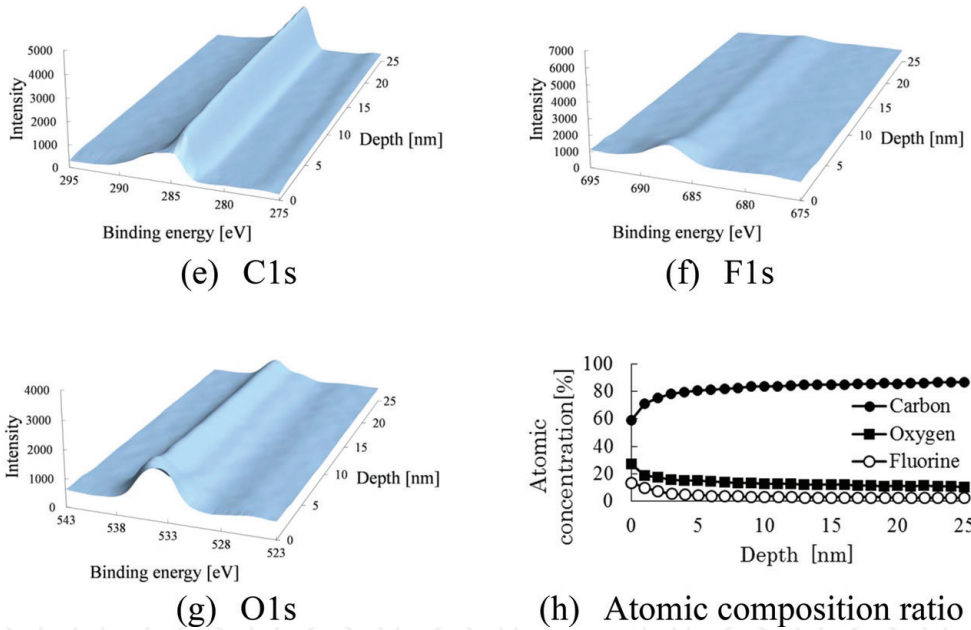 Intensity
5000
4000
3000
2000
1000
0
295
290
285
280
275
Binding energy [eV]
25
20
15
10
5
0
Depth [nm]
(e) C1s
Intensity
7000
6000
5000
4000
3000
2000
1000
0
695
690
685
680
675
Binding energy [eV]
25
20
15
10
5
0
Depth [nm]
(f) F1s
Intensity
4000
3000
2000
1000
0
543
538
533
528
523
Binding energy [eV]
25
20
15
10
5
0
Depth [nm]
(g) O1s
Atomic
concentration[%]
100
80
60
40
20
0
0 5 10 15 20 25
Depth [nm]
Carbon
Oxygen
Fluorine
(h) Atomic composition ratio